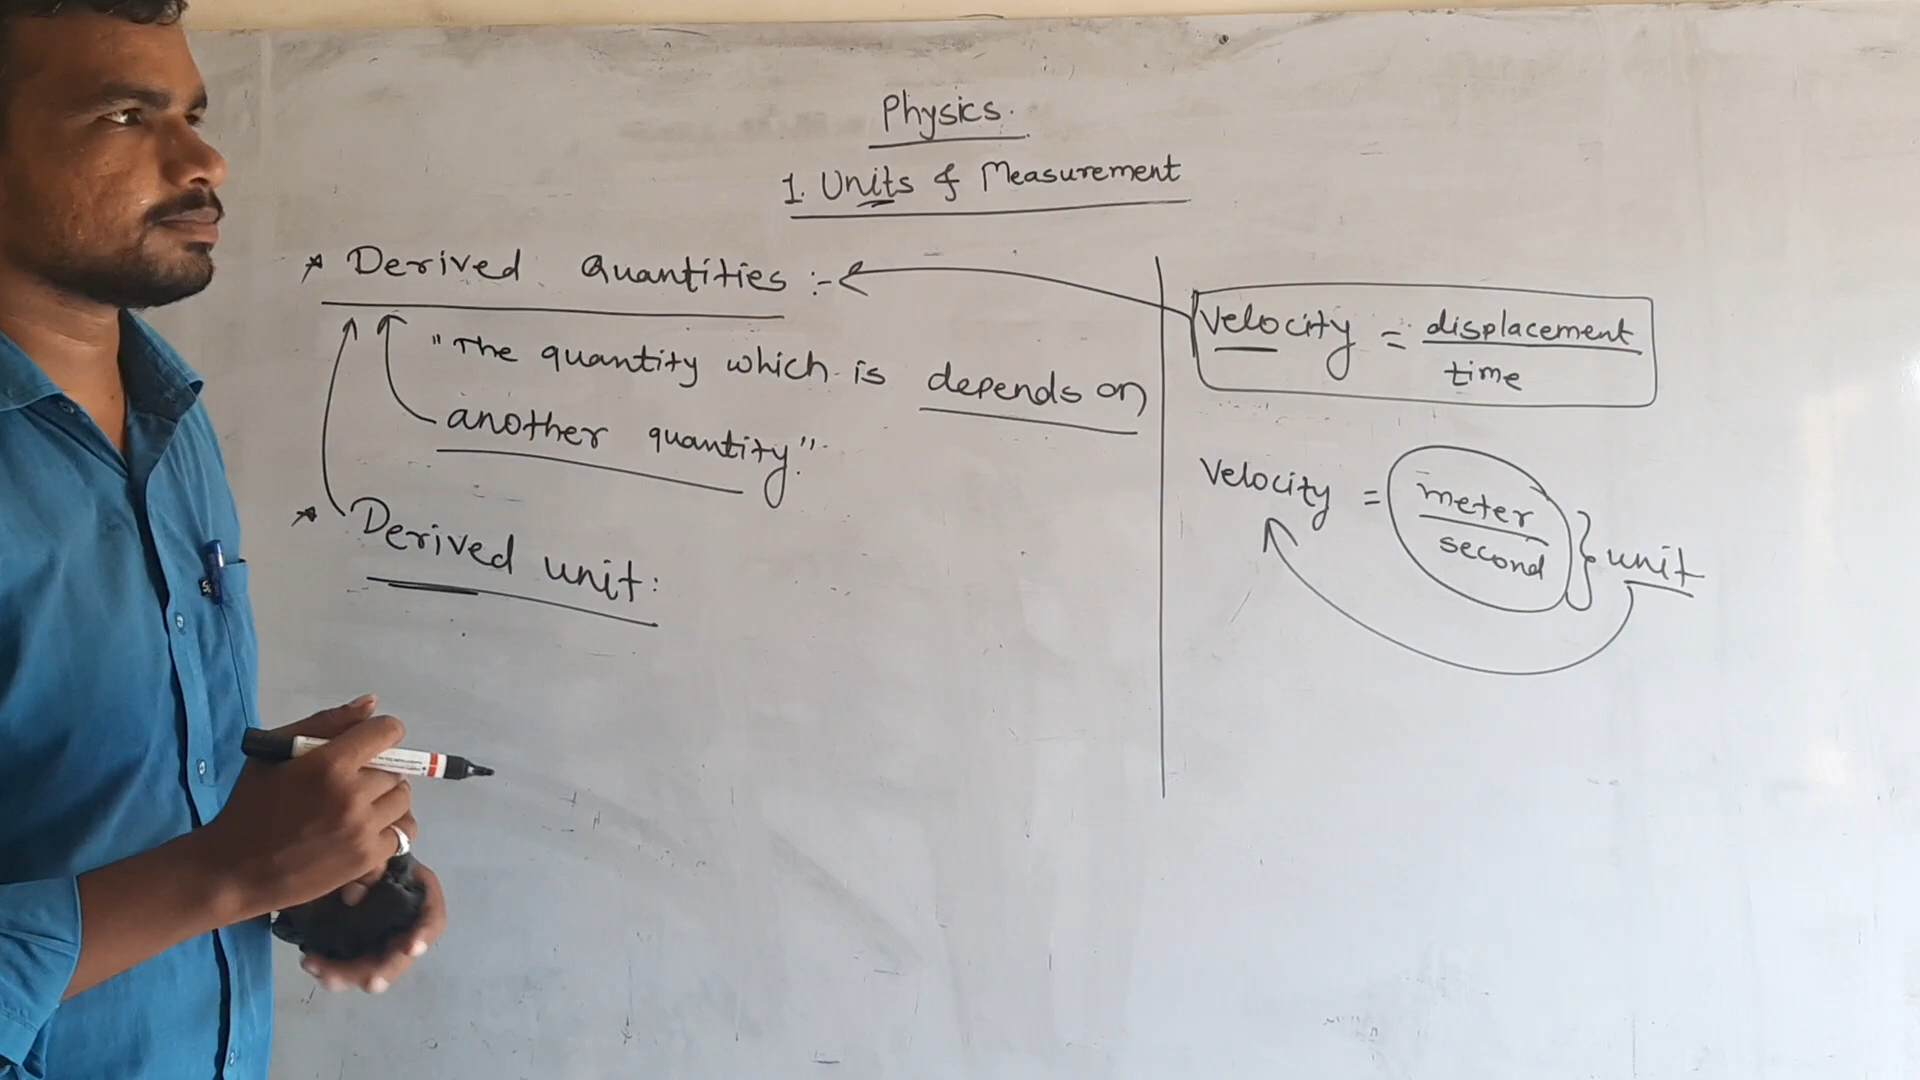 Physics.
1. Units & Measurement
* Derived Quantities :-
"The quantity which is depends on
another quantity".
* Derived unit:
Velocity = displacement
time
Velocity = meter
second } unit